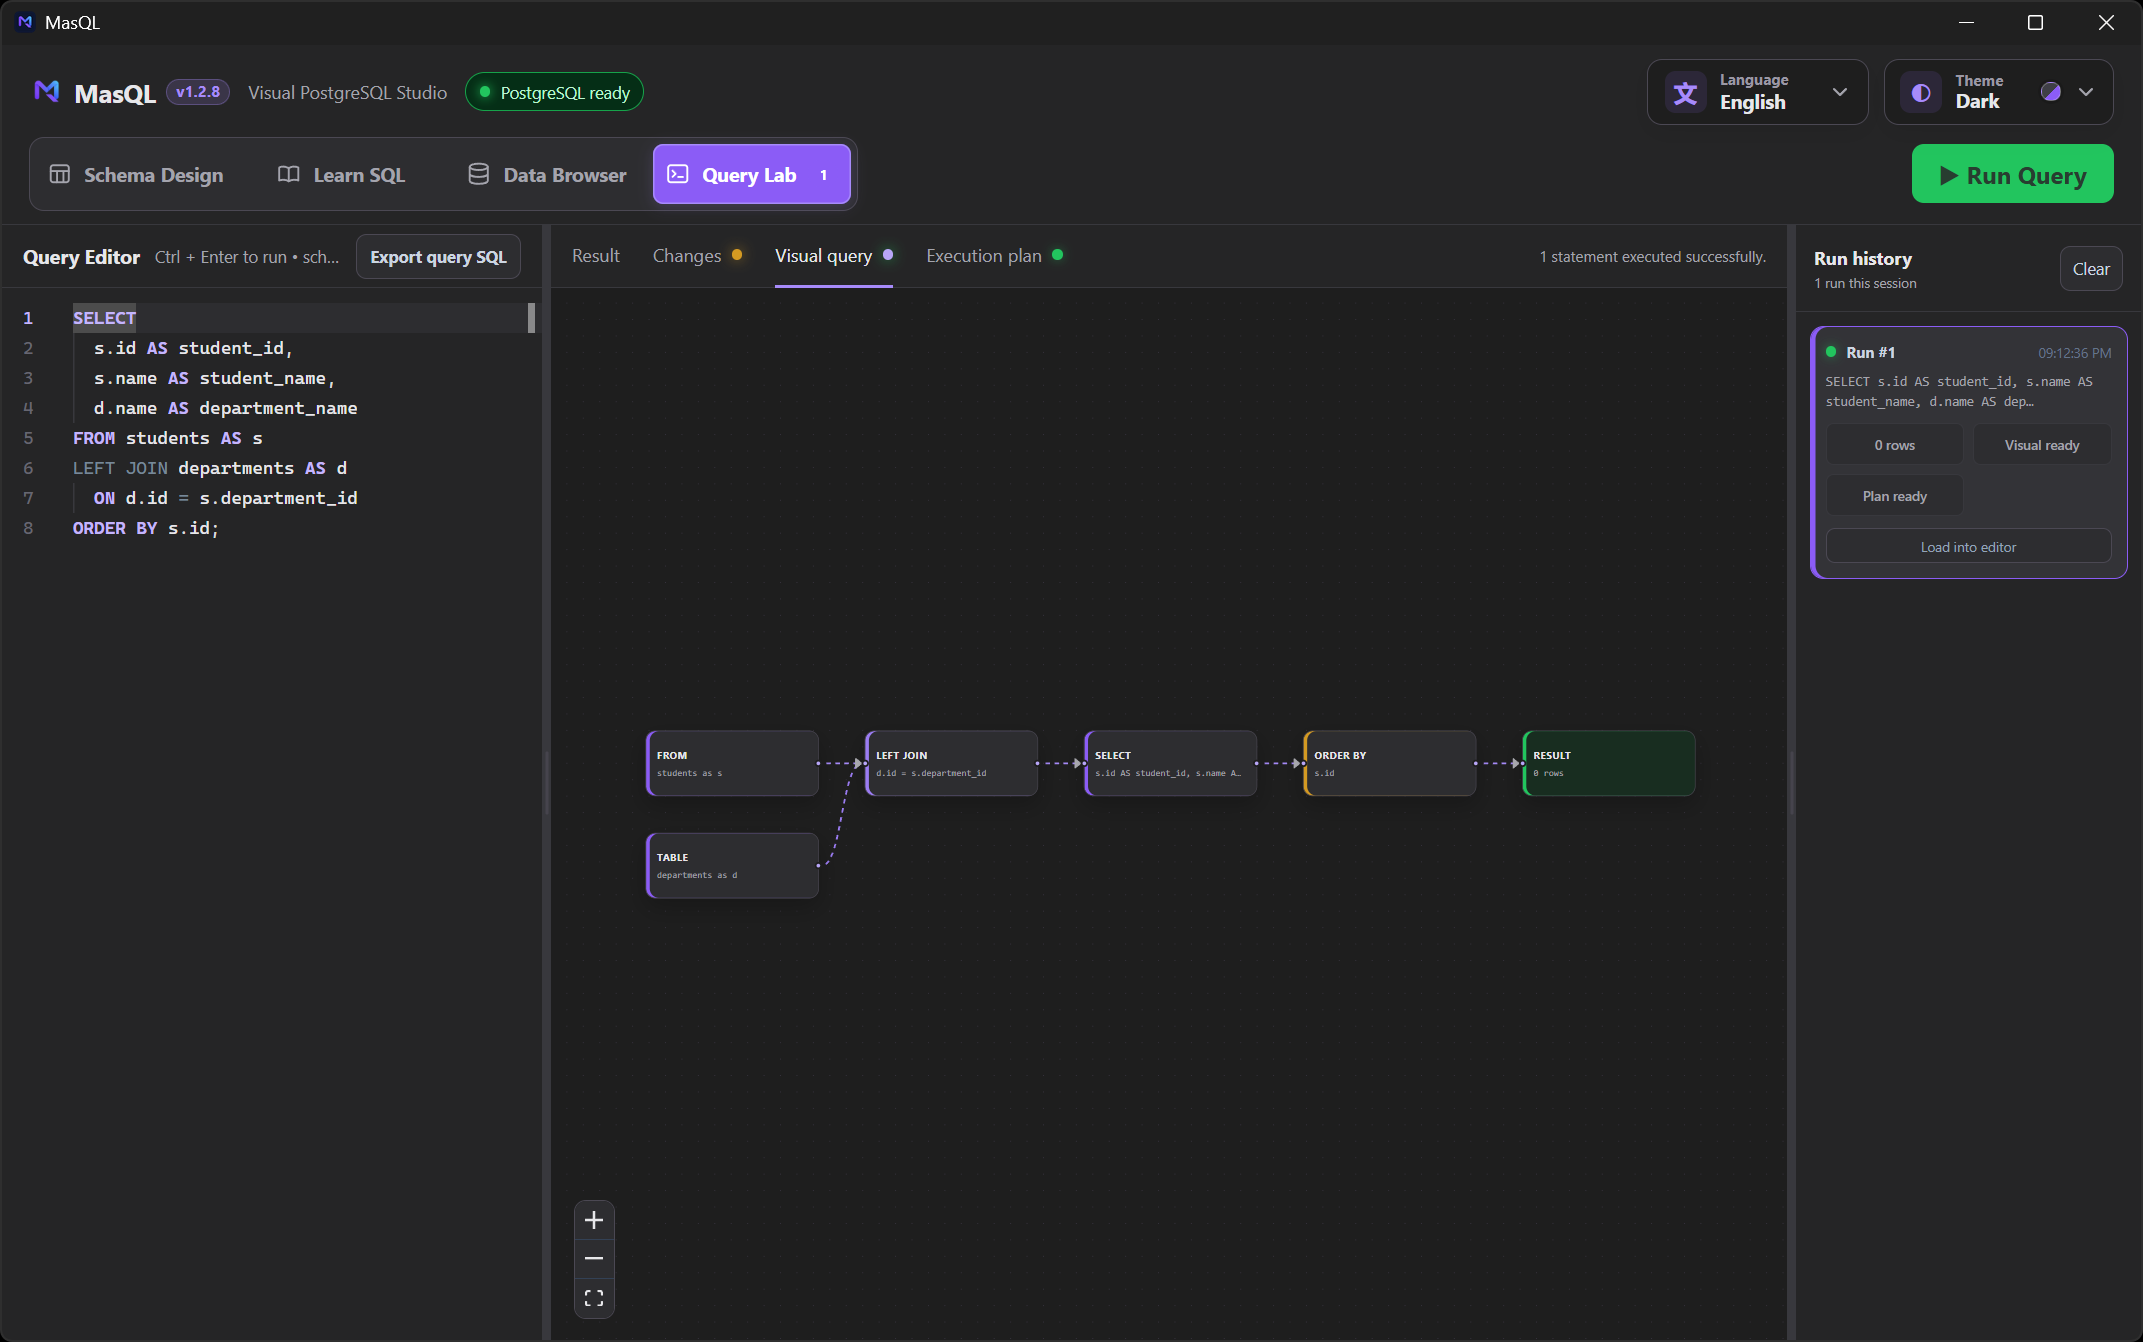 MasQL
MasQL v1.2.8 Visual PostgreSQL Studio PostgreSQL ready
文 Language English
Theme Dark
Schema Design Learn SQL Data Browser Query Lab 1
Run Query
Query Editor Ctrl + Enter to run • sch... Export query SQL
1 SELECT
2 s.id AS student_id,
3 s.name AS student_name,
4 d.name AS department_name
5 FROM students AS s
6 LEFT JOIN departments AS d
7 ON d.id = s.department_id
8 ORDER BY s.id;
Result Changes Visual query Execution plan 1 statement executed successfully.
FROM
students as s
LEFT JOIN
d.id = s.department_id
SELECT
s.id AS student_id, s.name A…
ORDER BY
s.id
RESULT
0 rows
TABLE
departments as d
Run history
1 run this session
Clear
Run #1 09:12:36 PM
SELECT s.id AS student_id, s.name AS
student_name, d.name AS dep…
0 rows Visual ready
Plan ready
Load into editor